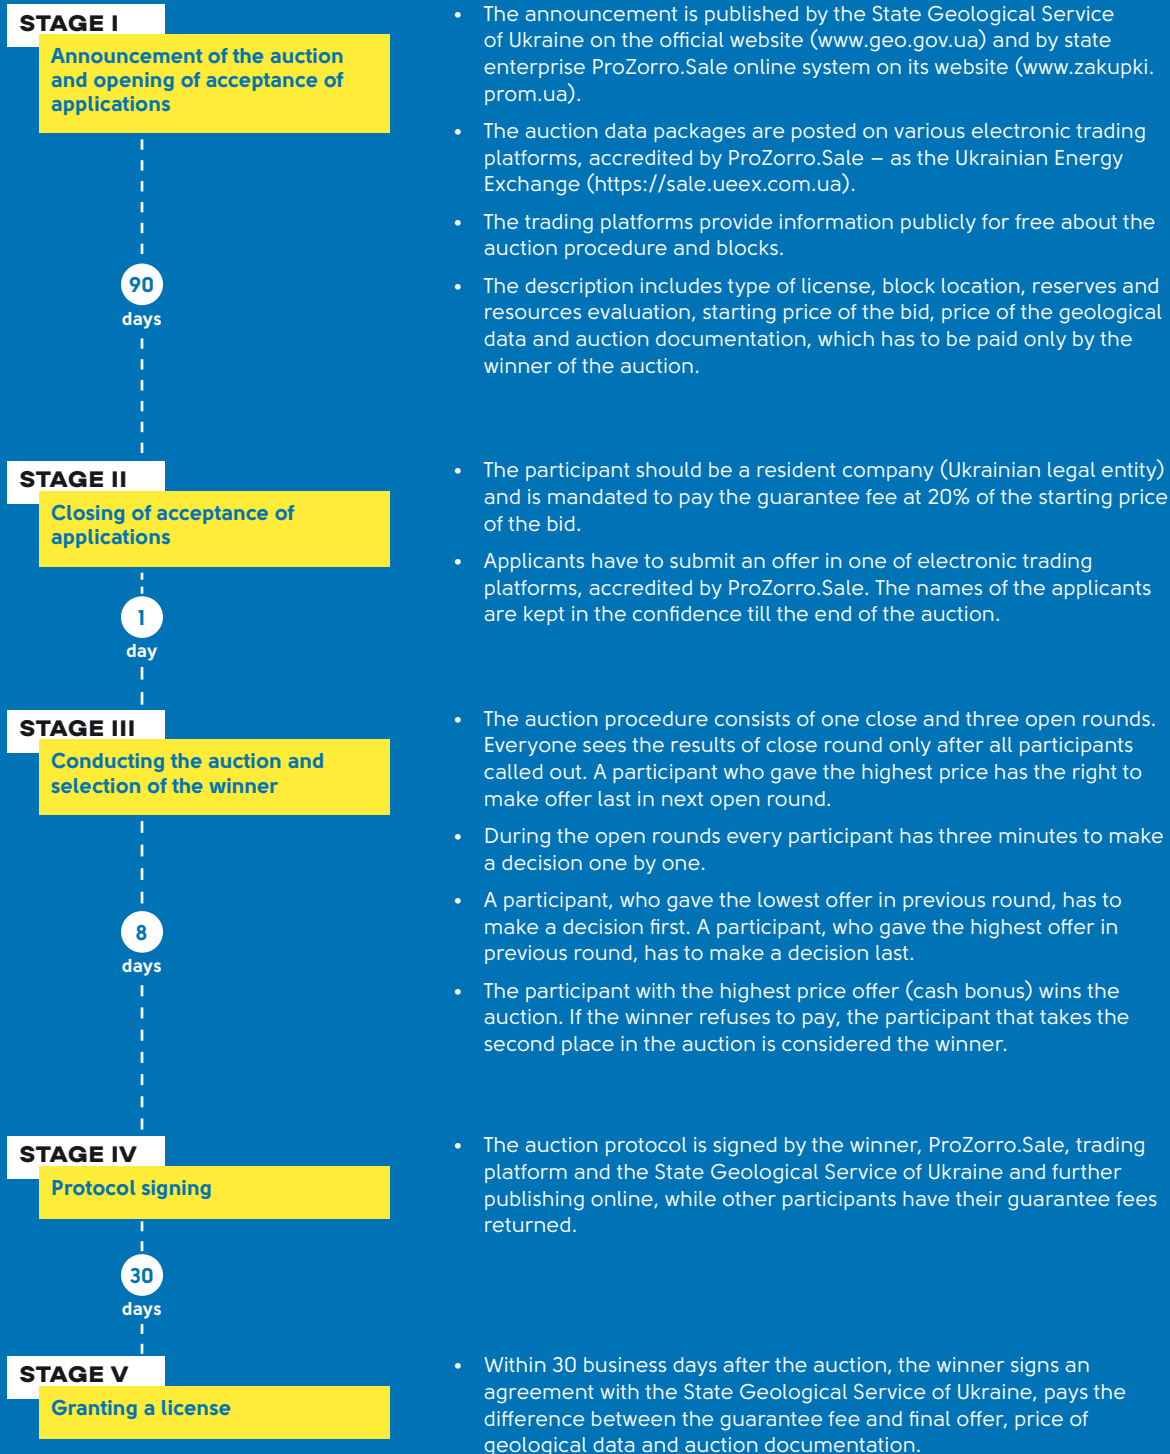 STAGE I
Announcement of the auction
and opening of acceptance of
applications
• The announcement is published by the State Geological Service
of Ukraine on the official website (www.geo.gov.ua) and by state
enterprise ProZorro.Sale online system on its website (www.zakupki.
prom.ua).
• The auction data packages are posted on various electronic trading
platforms, accredited by ProZorro.Sale – as the Ukrainian Energy
Exchange (https://sale.ueex.com.ua).
• The trading platforms provide information publicly for free about the
auction procedure and blocks.
• The description includes type of license, block location, reserves and
resources evaluation, starting price of the bid, price of the geological
data and auction documentation, which has to be paid only by the
winner of the auction.
90
days
STAGE II
Closing of acceptance of
applications
• The participant should be a resident company (Ukrainian legal entity)
and is mandated to pay the guarantee fee at 20% of the starting price
of the bid.
• Applicants have to submit an offer in one of electronic trading
platforms, accredited by ProZorro.Sale. The names of the applicants
are kept in the confidence till the end of the auction.
1
day
STAGE III
Conducting the auction and
selection of the winner
• The auction procedure consists of one close and three open rounds.
Everyone sees the results of close round only after all participants
called out. A participant who gave the highest price has the right to
make offer last in next open round.
• During the open rounds every participant has three minutes to make
a decision one by one.
• A participant, who gave the lowest offer in previous round, has to
make a decision first. A participant, who gave the highest offer in
previous round, has to make a decision last.
• The participant with the highest price offer (cash bonus) wins the
auction. If the winner refuses to pay, the participant that takes the
second place in the auction is considered the winner.
8
days
STAGE IV
Protocol signing
• The auction protocol is signed by the winner, ProZorro.Sale, trading
platform and the State Geological Service of Ukraine and further
publishing online, while other participants have their guarantee fees
returned.
30
days
STAGE V
Granting a license
• Within 30 business days after the auction, the winner signs an
agreement with the State Geological Service of Ukraine, pays the
difference between the guarantee fee and final offer, price of
geological data and auction documentation.